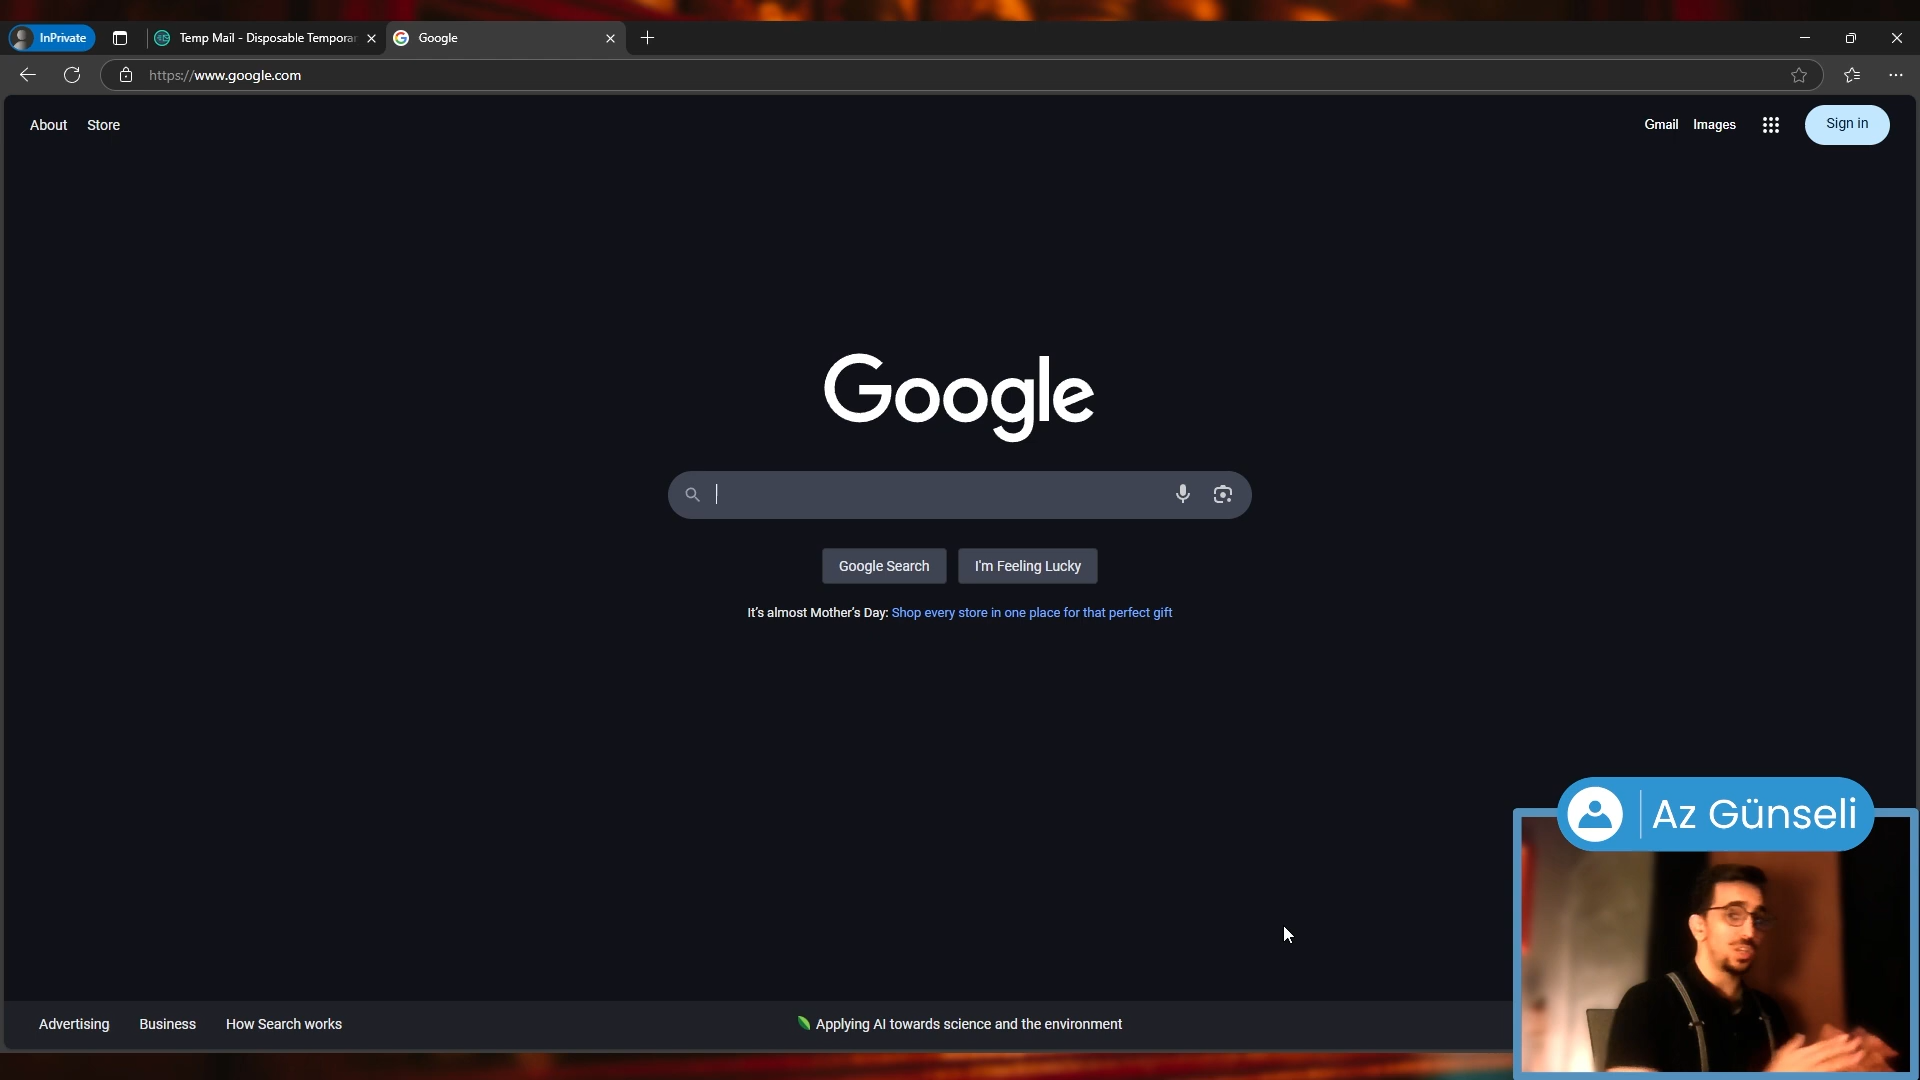 InPrivate
Temp Mail - Disposable Temporar
Google
https://www.google.com
About
Store
Gmail
Images
Sign in
Google
Google Search
I'm Feeling Lucky
It's almost Mother's Day: Shop every store in one place for that perfect gift
Az Günseli
Advertising
Business
How Search works
Applying AI towards science and the environment